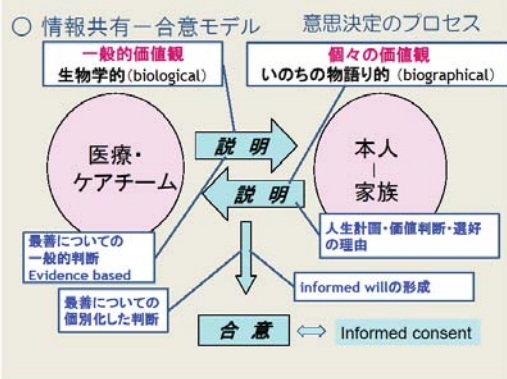 ○ 情報共有－合意モデル
意思決定のプロセス
一般的価値観
生物学的（biological）
個々の価値観
いのちの物語り的（biographical）
医療・
ケアチーム
説 明
説 明
本人
｜
家族
最善についての
一般的判断
Evidence based
人生計画・価値判断・選好
の理由
最善についての
個別化した判断
informed willの形成
合 意
Informed consent